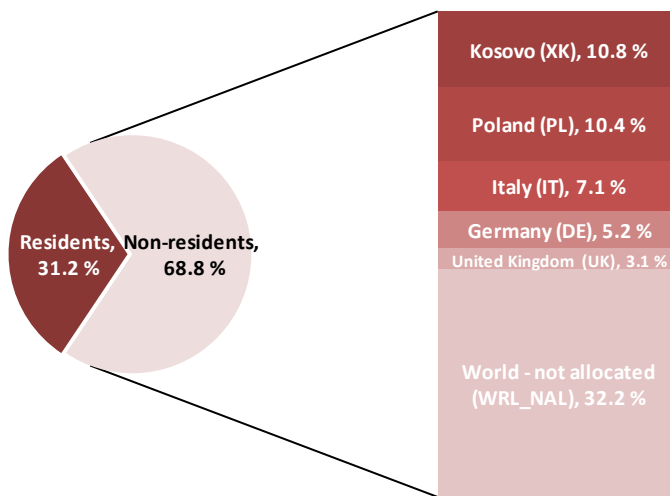 Residents,
31.2 %
Non-residents,
68.8 %
Kosovo (XK), 10.8 %
Poland (PL), 10.4 %
Italy (IT), 7.1 %
Germany (DE), 5.2 %
United Kingdom (UK), 3.1 %
World - not allocated
(WRL_NAL), 32.2 %